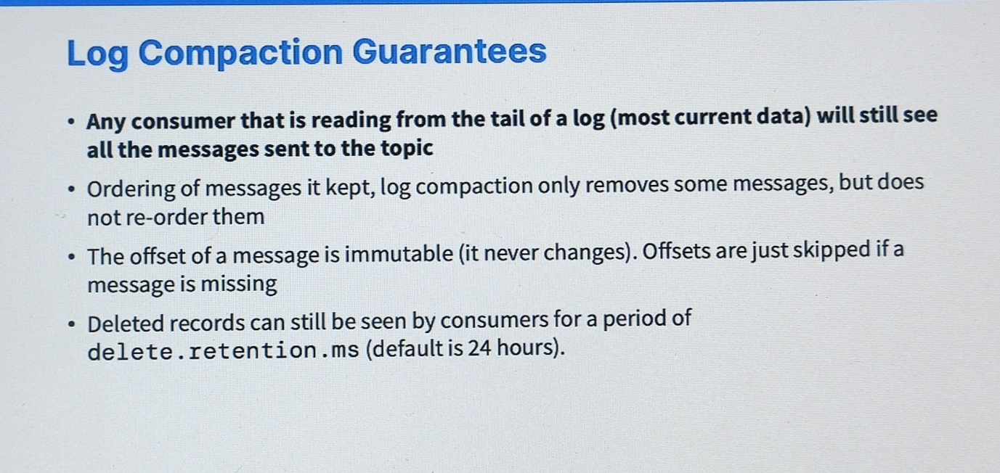 Log Compaction Guarantees
• Any consumer that is reading from the tail of a log (most current data) will still see
all the messages sent to the topic
• Ordering of messages it kept, log compaction only removes some messages, but does
not re-order them
• The offset of a message is immutable (it never changes). Offsets are just skipped if a
message is missing
• Deleted records can still be seen by consumers for a period of
delete.retention.ms (default is 24 hours).